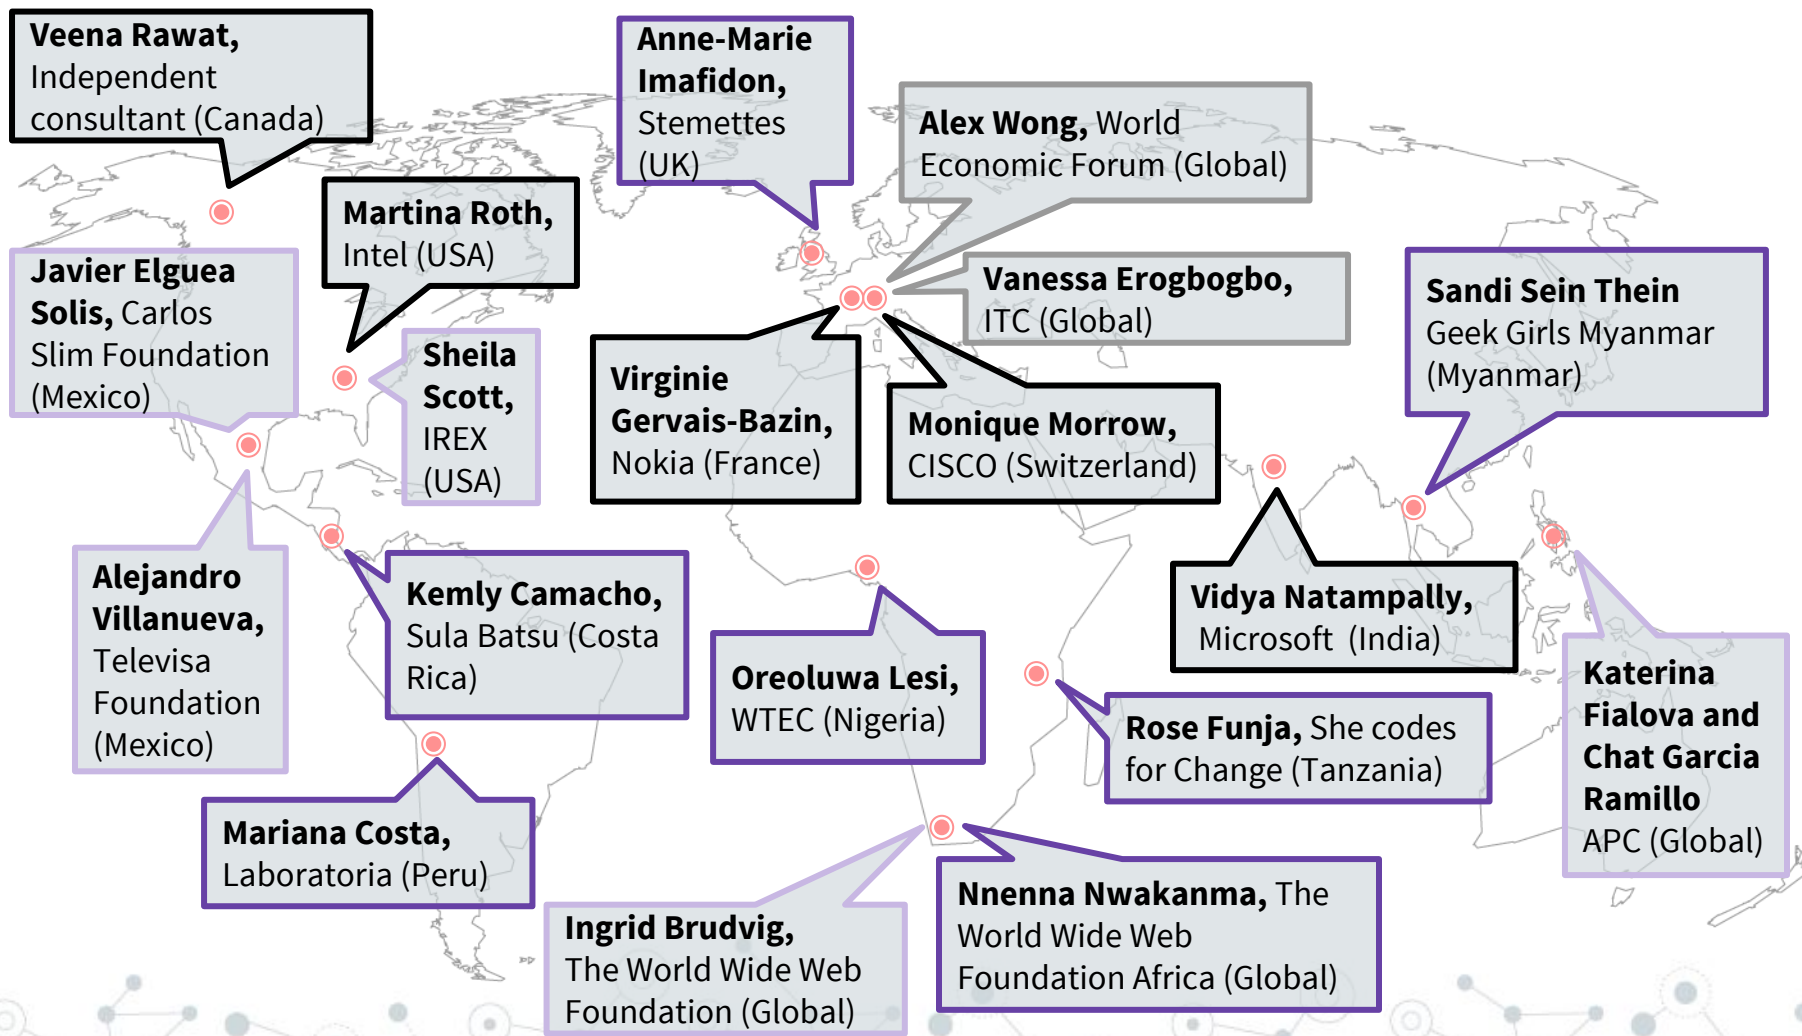 Veena Rawat,
Independent
consultant (Canada)
Anne-Marie
Imafidon,
Stemettes
(UK)
Alex Wong, World
Economic Forum (Global)
Martina Roth,
Intel (USA)
Javier Elguea
Solis, Carlos
Slim Foundation
(Mexico)
Vanessa Erogbogbo,
ITC (Global)
Sandi Sein Thein
Geek Girls Myanmar
(Myanmar)
Sheila
Scott,
IREX
(USA)
Virginie
Gervais-Bazin,
Nokia (France)
Monique Morrow,
CISCO (Switzerland)
Alejandro
Villanueva,
Televisa
Foundation
(Mexico)
Kemly Camacho,
Sula Batsu (Costa
Rica)
Vidya Natampally,
Microsoft (India)
Oreoluwa Lesi,
WTEC (Nigeria)
Katerina
Fialova and
Chat Garcia
Ramillo
APC (Global)
Rose Funja, She codes
for Change (Tanzania)
Mariana Costa,
Laboratoria (Peru)
Ingrid Brudvig,
The World Wide Web
Foundation (Global)
Nnenna Nwakanma, The
World Wide Web
Foundation Africa (Global)